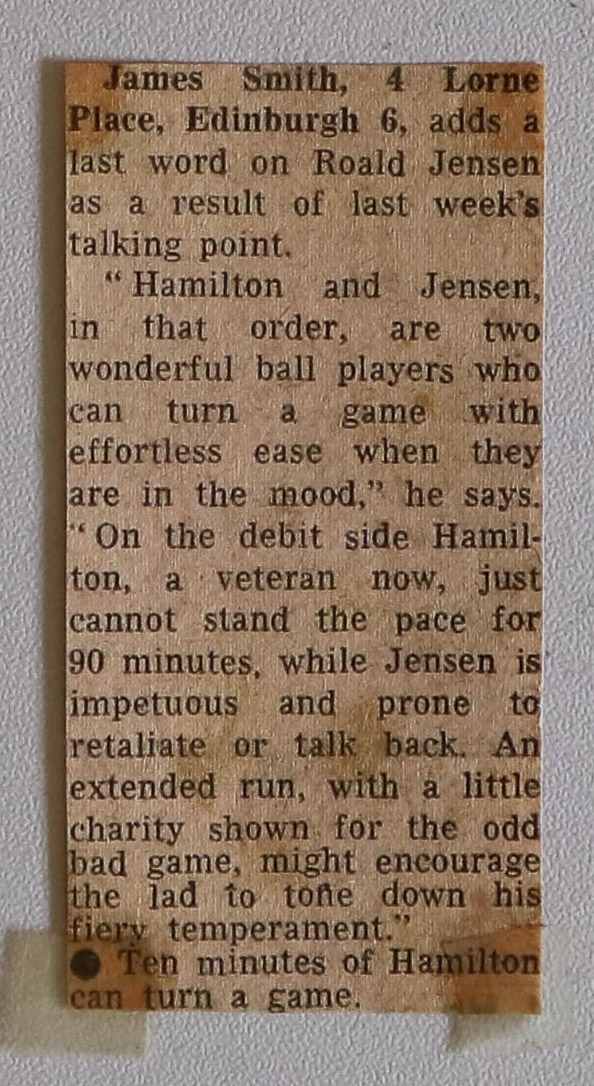 James Smith, 4 Lorne
Place, Edinburgh 6, adds a
last word on Roald Jensen
as a result of last week's
talking point.
“Hamilton and Jensen,
in that order, are two
wonderful ball players who
can turn a game with
effortless ease when they
are in the mood,” he says.
“On the debit side Hamil-
ton, a veteran now, just
cannot stand the pace for
90 minutes, while Jensen is
impetuous and prone to
retaliate or talk back. An
extended run, with a little
charity shown for the odd
bad game, might encourage
the lad to tone down his
fiery temperament.”
● Ten minutes of Hamilton
can turn a game.